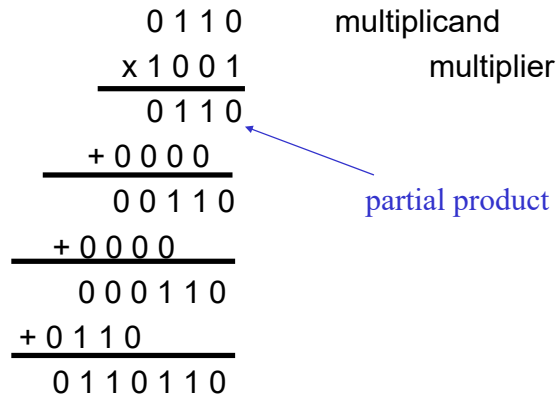 0 1 1 0 multiplicand
x 1 0 0 1 multiplier
0 1 1 0
+ 0 0 0 0
0 0 1 1 0 partial product
+ 0 0 0 0
0 0 0 1 1 0
+ 0 1 1 0
0 1 1 0 1 1 0